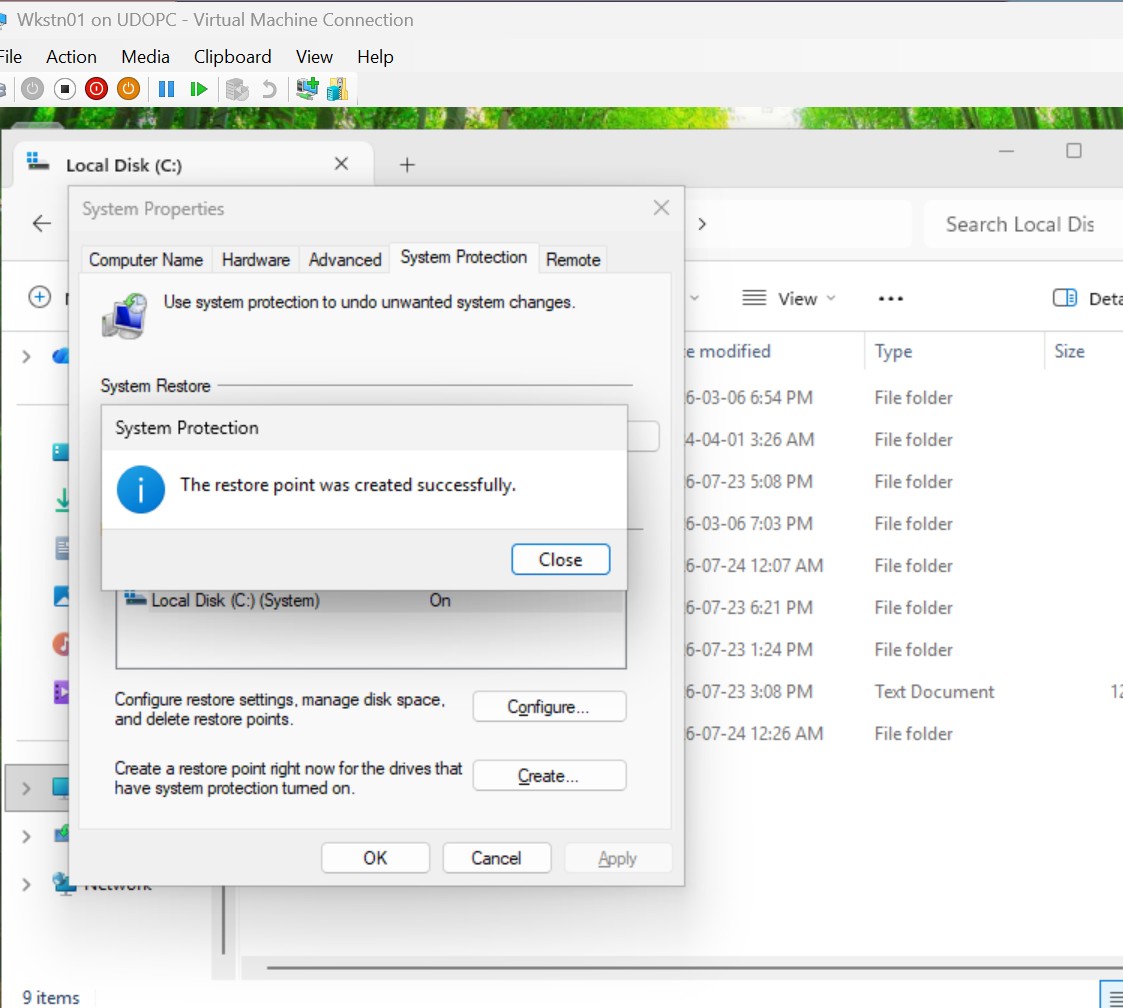 Wkstn01 on UDOPC - Virtual Machine Connection
File Action Media Clipboard View Help
Local Disk (C:)
System Properties
Search Local Dis
Computer Name Hardware Advanced System Protection Remote
Use system protection to undo unwanted system changes.
View
Deta
System Restore
e modified Type Size
System Protection
The restore point was created successfully.
Close
6-03-06 6:54 PM File folder
4-04-01 3:26 AM File folder
6-07-23 5:08 PM File folder
6-03-06 7:03 PM File folder
6-07-24 12:07 AM File folder
6-07-23 6:21 PM File folder
6-07-23 1:24 PM File folder
6-07-23 3:08 PM Text Document 12
6-07-24 12:26 AM File folder
Local Disk (C:) (System) On
Configure restore settings, manage disk space,
and delete restore points.
Configure...
Create a restore point right now for the drives that
have system protection turned on.
Create...
OK Cancel Apply
Network
9 items